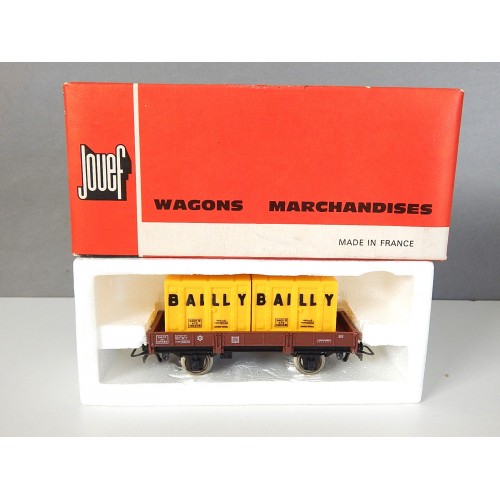 Jouef
WAGONS MARCHANDISES
MADE IN FRANCE
BAILLY BAILLY